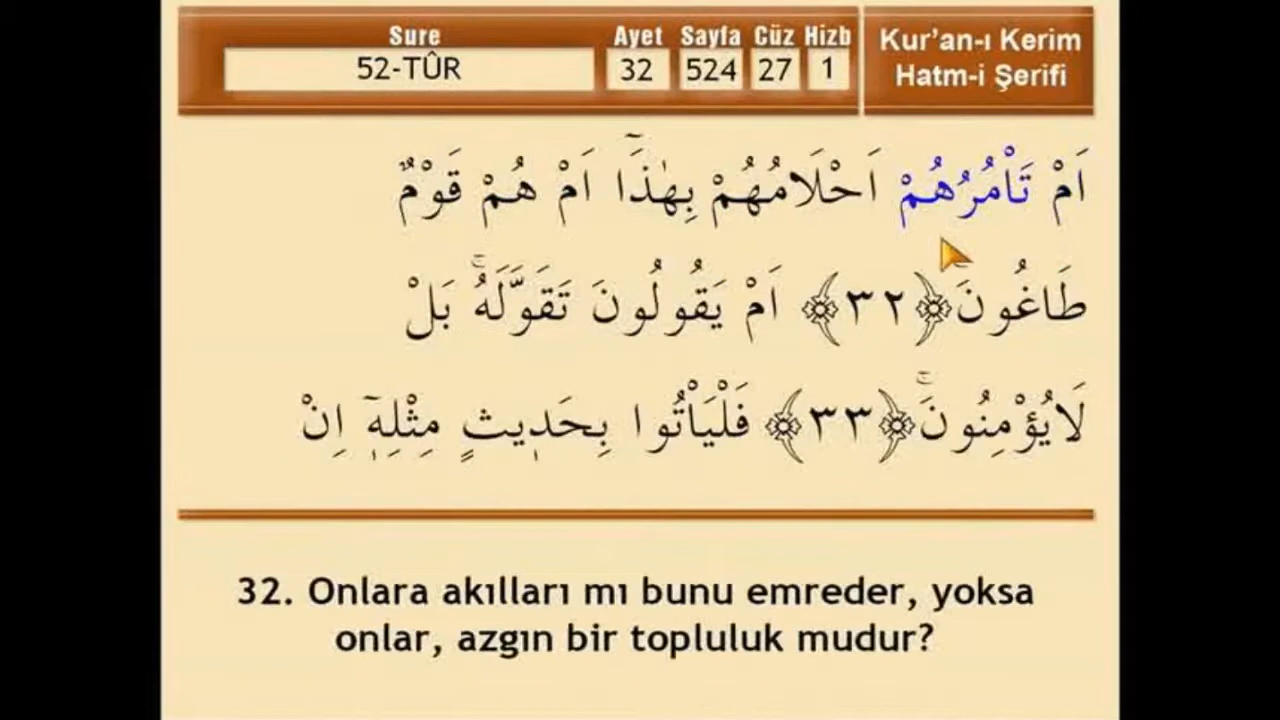 Sure Ayet Sayfa Cüz Hizb
52-TÛR 32 524 27 1
Kur'an-ı Kerim
Hatm-i Şerifi
اَمْ تَاْمُرُهُمْ اَحْلَامُهُمْ بِهٰذَٓا اَمْ هُمْ قَوْمٌ
طَاغُونَۚ ﴿٣٢﴾ اَمْ يَقُولُونَ تَقَوَّلَهُۚ بَلْ
لَايُؤْمِنُونَۚ ﴿٣٣﴾ فَلْيَاْتُوا بِحَدٖيثٍ مِثْلِهٖٓ اِنْ
32. Onlara akılları mı bunu emreder, yoksa
onlar, azgın bir topluluk mudur?